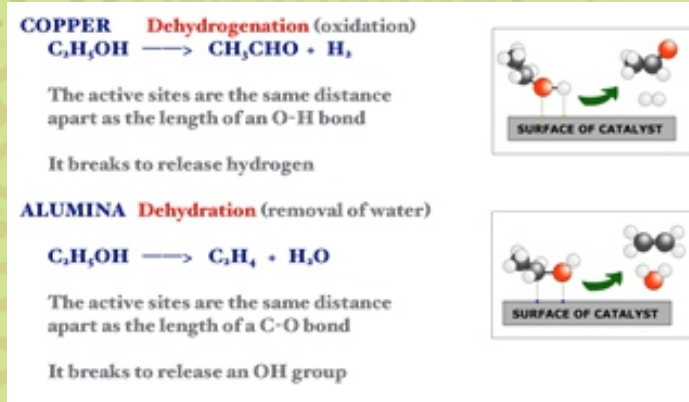 COPPER Dehydrogenation (oxidation)
C₂H₅OH ——> CH₃CHO + H₂
The active sites are the same distance
apart as the length of an O-H bond
It breaks to release hydrogen
SURFACE OF CATALYST
ALUMINA Dehydration (removal of water)
C₂H₅OH ——> C₂H₄ + H₂O
The active sites are the same distance
apart as the length of a C-O bond
It breaks to release an OH group
SURFACE OF CATALYST